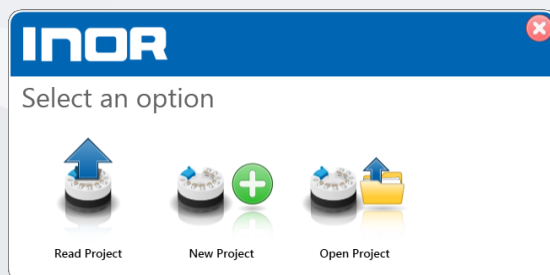 INOR
Select an option
Read Project
New Project
Open Project